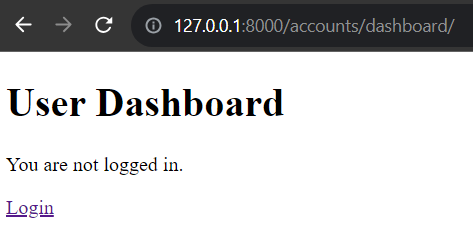 127.0.0.1:8000/accounts/dashboard/
User Dashboard
You are not logged in.
Login